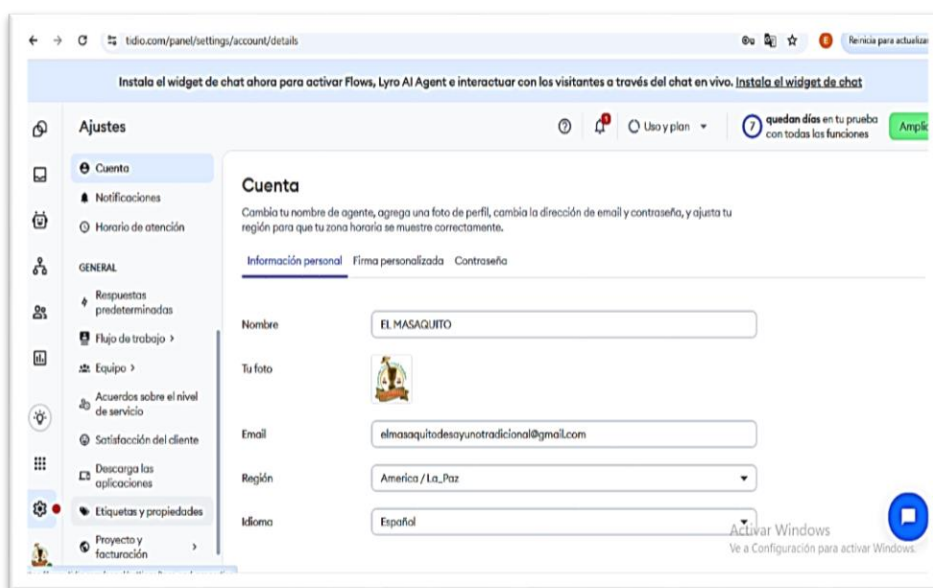 tidio.com/panel/settings/account/details
Reinicia para actualizar
Instala el widget de chat ahora para activar Flows, Lyro AI Agent e interactuar con los visitantes a través del chat en vivo. Instala el widget de chat
Ajustes
Uso y plan
7
quedan días en tu prueba
con todas las funciones
Cuenta
Notificaciones
Horario de atención
GENERAL
Respuestas
predeterminadas
Flujo de trabajo >
Equipo >
Acuerdos sobre el nivel
de servicio
Satisfacción del cliente
Descarga las
aplicaciones
Etiquetas y propiedades
Proyecto y
facturación >
Cuenta
Cambia tu nombre de agente, agrega una foto de perfil, cambia la dirección de email y contraseña, y ajusta tu
región para que tu zona horaria se muestre correctamente.
Información personal Firma personalizada Contraseña
Nombre EL MASAQUITO
Tu foto
Email elmasaquitodesayunotradicional@gmail.com
Región America / La_Paz
Idioma Español
Activar Windows
Ve a Configuración para activar Windows.